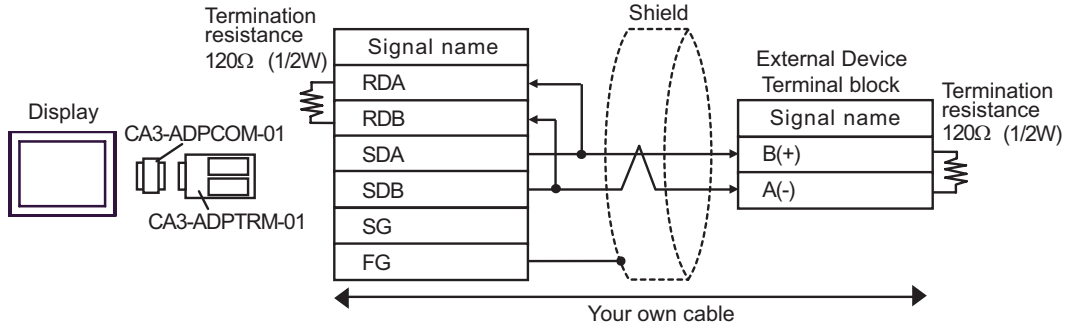 Shield
Termination
resistance
120Ω (1/2W)
Signal name
RDA
RDB
SDA
SDB
SG
FG
Display
CA3-ADPCOM-01
CA3-ADPTRM-01
External Device
Terminal block
Signal name
B(+)
A(-)
Termination
resistance
120Ω (1/2W)
Your own cable